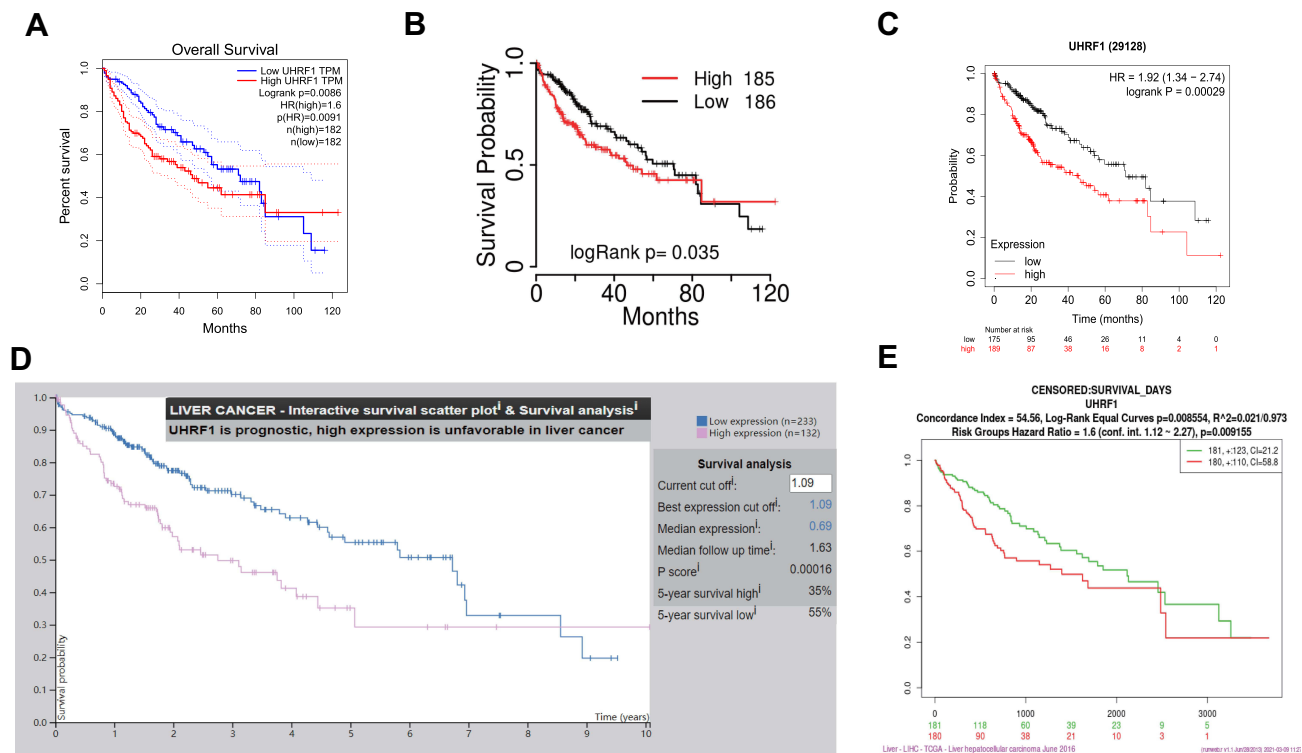 A
Overall Survival
Low UHRF1 TPM
High UHRF1 TPM
Logrank p=0.0086
HR(high)=1.6
p(HR)=0.0091
n(high)=182
n(low)=182
Percent survival
1.0
0.8
0.6
0.4
0.2
0.0
0 20 40 60 80 100 120
Months
B
High 185
Low 186
Survival Probability
1.0
0.5
0
logRank p= 0.035
0 20 40 60 80 120
Months
C
UHRF1 (29128)
HR = 1.92 (1.34 − 2.74)
logrank P = 0.00029
Probability
1.0
0.8
0.6
0.4
0.2
0.0
Expression
low
high
0 20 40 60 80 100 120
Time (months)
Number at risk
low 175 95 46 26 11 4 0
high 189 87 38 16 8 2 1
D
LIVER CANCER - Interactive survival scatter plotⁱ & Survival analysisⁱ
UHRF1 is prognostic, high expression is unfavorable in liver cancer
Low expression (n=233)
High expression (n=132)
Survival analysis
Current cut offⁱ: 1.09
Best expression cut offⁱ: 1.09
Median expressionⁱ: 0.69
Median follow up timeⁱ: 1.63
P scoreⁱ 0.00016
5-year survival highⁱ 35%
5-year survival lowⁱ 55%
1.0
0.9
0.8
0.7
0.6
0.5
0.4
0.3
0.2
0.1
0.0
Survival probability
Time (years)
0 1 2 3 4 5 6 7 8 9 10
E
CENSORED:SURVIVAL_DAYS
UHRF1
Concordance Index = 54.56, Log-Rank Equal Curves p=0.008554, R^2=0.021/0.973
Risk Groups Hazard Ratio = 1.6 (conf. int. 1.12 ~ 2.27), p=0.009155
181, +:123, CI=21.2
180, +:110, CI=58.8
1.0
0.8
0.6
0.4
0.2
0.0
0 1000 2000 3000
181 118 60 39 23 9 5
180 90 38 21 10 3 1
Liver - LIHC - TCGA - Liver hepatocellular carcinoma June 2016